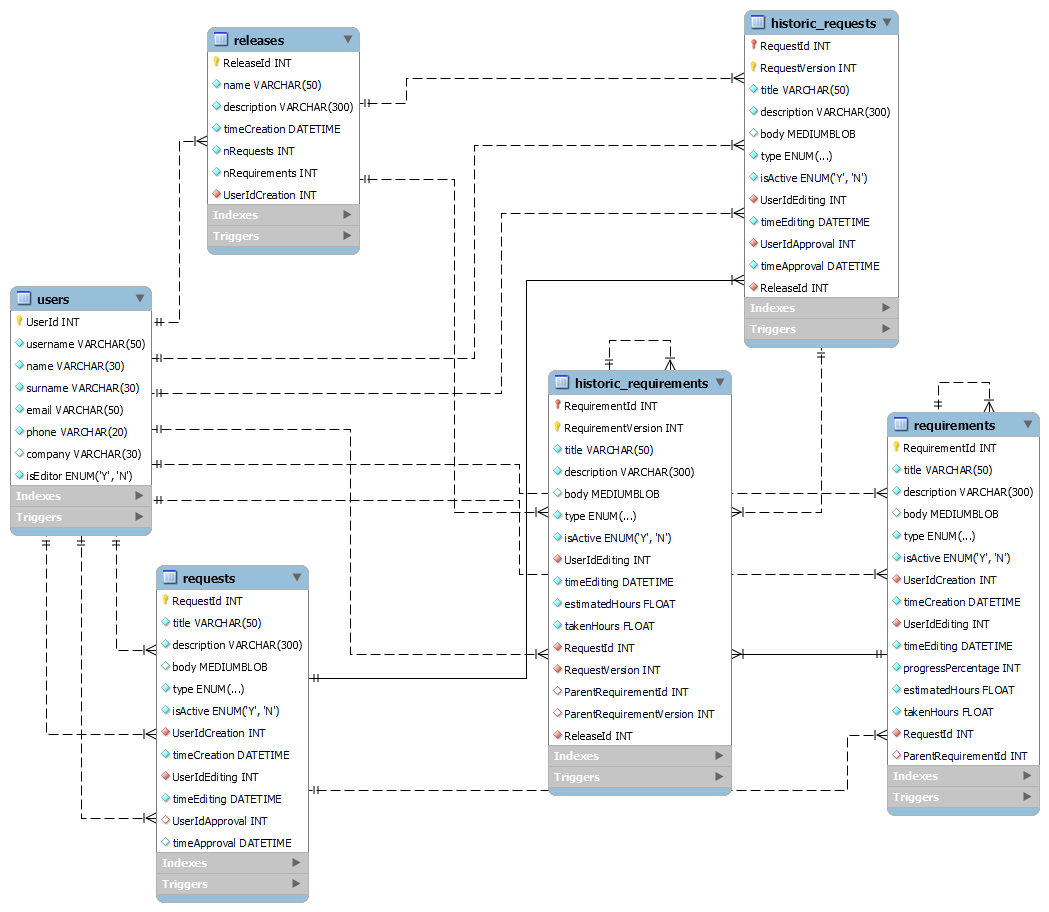 releases
ReleaseId INT
name VARCHAR(50)
description VARCHAR(300)
timeCreation DATETIME
nRequests INT
nRequirements INT
UserIdCreation INT
Indexes
Triggers
historic_requests
RequestId INT
RequestVersion INT
title VARCHAR(50)
description VARCHAR(300)
body MEDIUMBLOB
type ENUM(...)
isActive ENUM('Y', 'N')
UserIdEditing INT
timeEditing DATETIME
UserIdApproval INT
timeApproval DATETIME
ReleaseId INT
Indexes
Triggers
users
UserId INT
username VARCHAR(50)
name VARCHAR(30)
surname VARCHAR(30)
email VARCHAR(50)
phone VARCHAR(20)
company VARCHAR(30)
isEditor ENUM('Y', 'N')
Indexes
Triggers
historic_requirements
RequirementId INT
RequirementVersion INT
title VARCHAR(50)
description VARCHAR(300)
body MEDIUMBLOB
type ENUM(...)
isActive ENUM('Y', 'N')
UserIdEditing INT
timeEditing DATETIME
estimatedHours FLOAT
takenHours FLOAT
RequestId INT
RequestVersion INT
ParentRequirementId INT
ParentRequirementVersion INT
ReleaseId INT
Indexes
Triggers
requirements
RequirementId INT
title VARCHAR(50)
description VARCHAR(300)
body MEDIUMBLOB
type ENUM(...)
isActive ENUM('Y', 'N')
UserIdCreation INT
timeCreation DATETIME
UserIdEditing INT
timeEditing DATETIME
progressPercentage INT
estimatedHours FLOAT
takenHours FLOAT
RequestId INT
ParentRequirementId INT
Indexes
Triggers
requests
RequestId INT
title VARCHAR(50)
description VARCHAR(300)
body MEDIUMBLOB
type ENUM(...)
isActive ENUM('Y', 'N')
UserIdCreation INT
timeCreation DATETIME
UserIdEditing INT
timeEditing DATETIME
UserIdApproval INT
timeApproval DATETIME
Indexes
Triggers